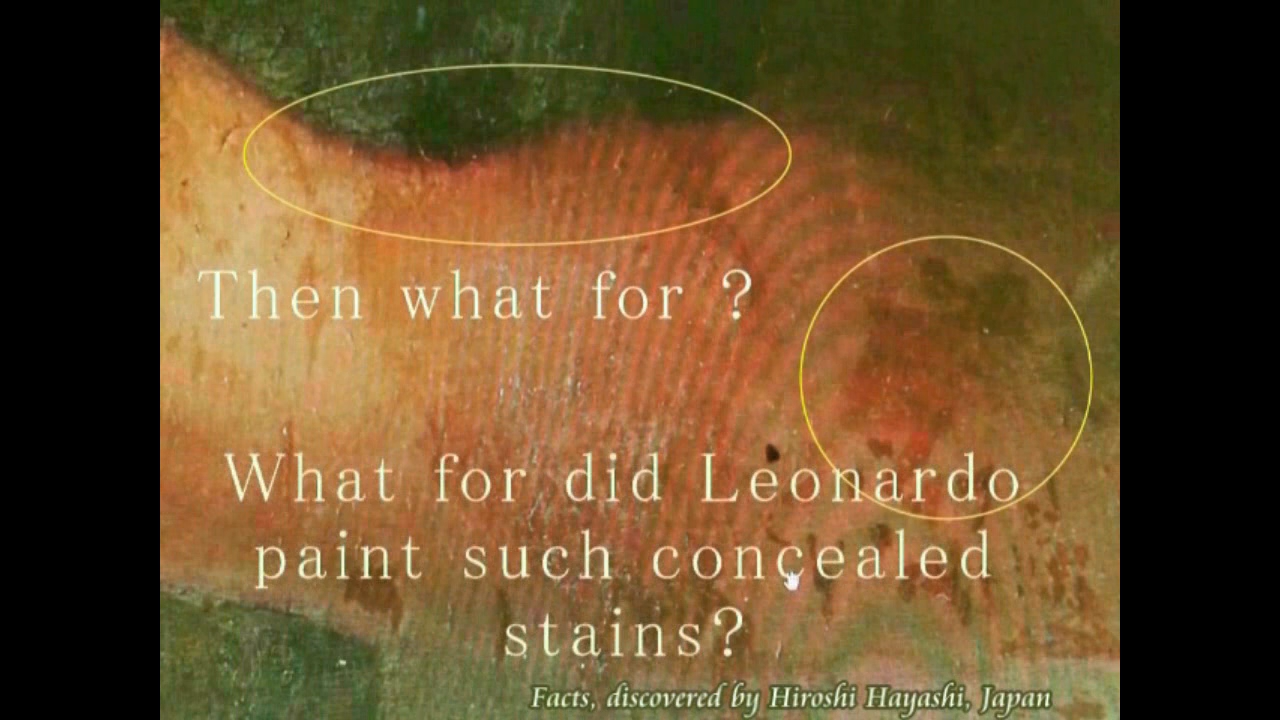 Then what for ?
What for did Leonardo
paint such concealed
stains?
Facts, discovered by Hiroshi Hayashi, Japan